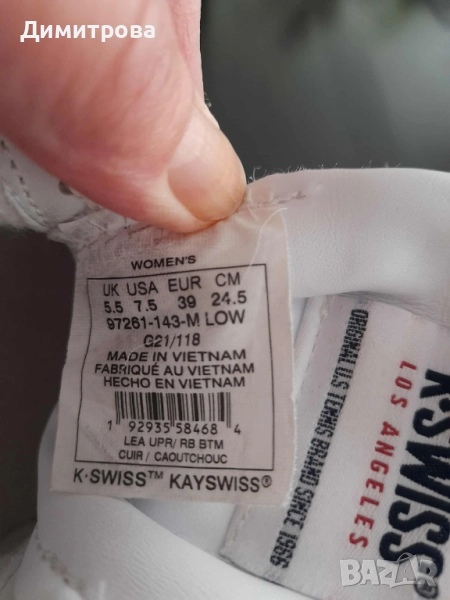 Димитрова
WOMEN'S
UK USA EUR CM
5.5 7.5 39 24.5
97261-143-M LOW
G21/118
MADE IN VIETNAM
FABRIQUÉ AU VIETNAM
HECHO EN VIETNAM
1 92935 58468 4
LEA UPR/ RB BTM
CUIR / CAOUTCHOUC
K·SWISS™ KAYSWISS®
ORIGINAL U.S. TENNIS BRAND SINCE 1966
LOS ANGELES
K·SWISS®
BAZAR